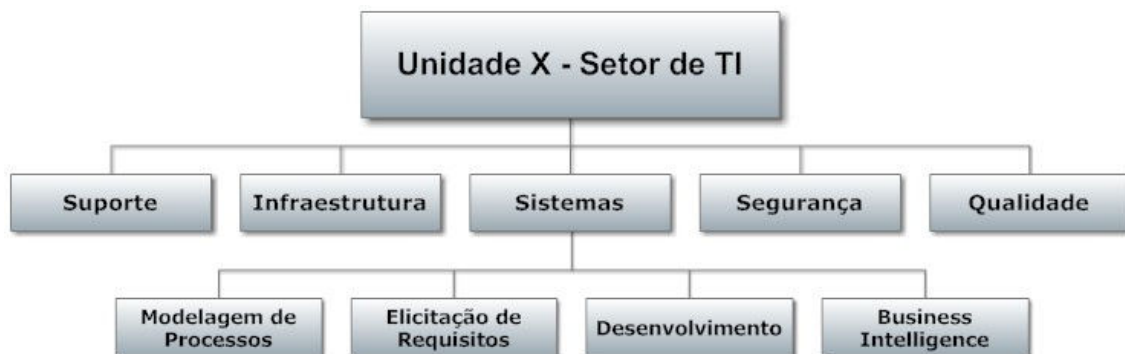 Unidade X - Setor de TI
Suporte
Infraestrutura
Sistemas
Segurança
Qualidade
Modelagem de
Processos
Elicitação de
Requisitos
Desenvolvimento
Business
Intelligence